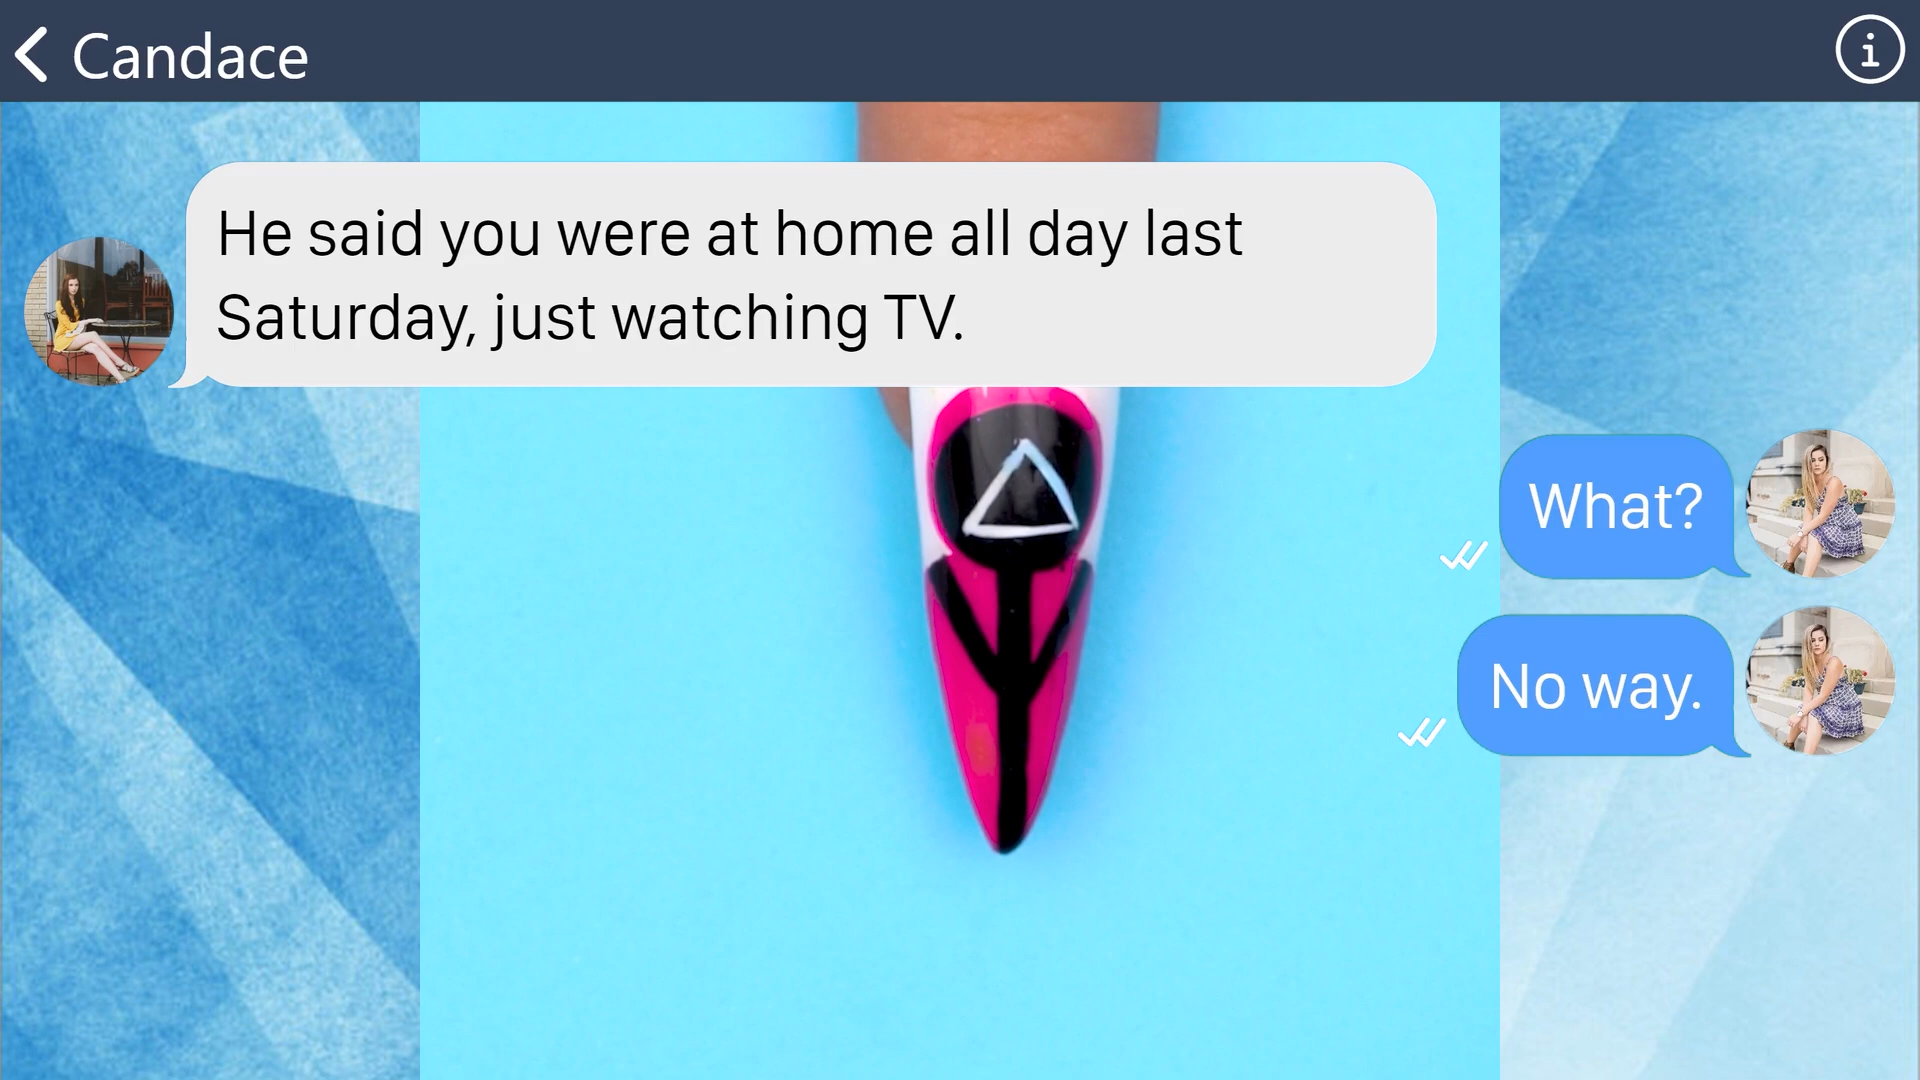 Candace
He said you were at home all day last
Saturday, just watching TV.
What?
No way.